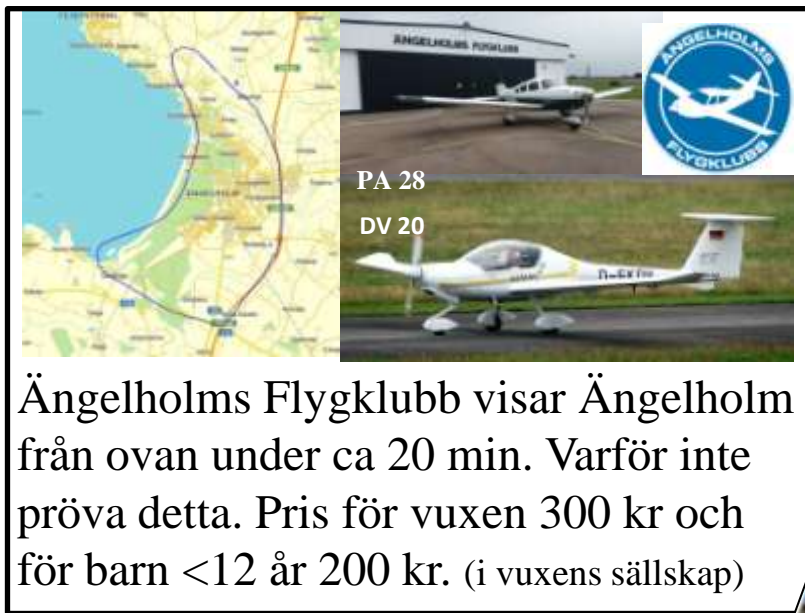 ÄNGELHOLM
ÄNGELHOLMS FLYGKLUBB
ÄNGELHOLMS
FLYGKLUBB
PA 28
DV 20
Ängelholms Flygklubb visar Ängelholm
från ovan under ca 20 min. Varför inte
pröva detta. Pris för vuxen 300 kr och
för barn <12 år 200 kr. (i vuxens sällskap)